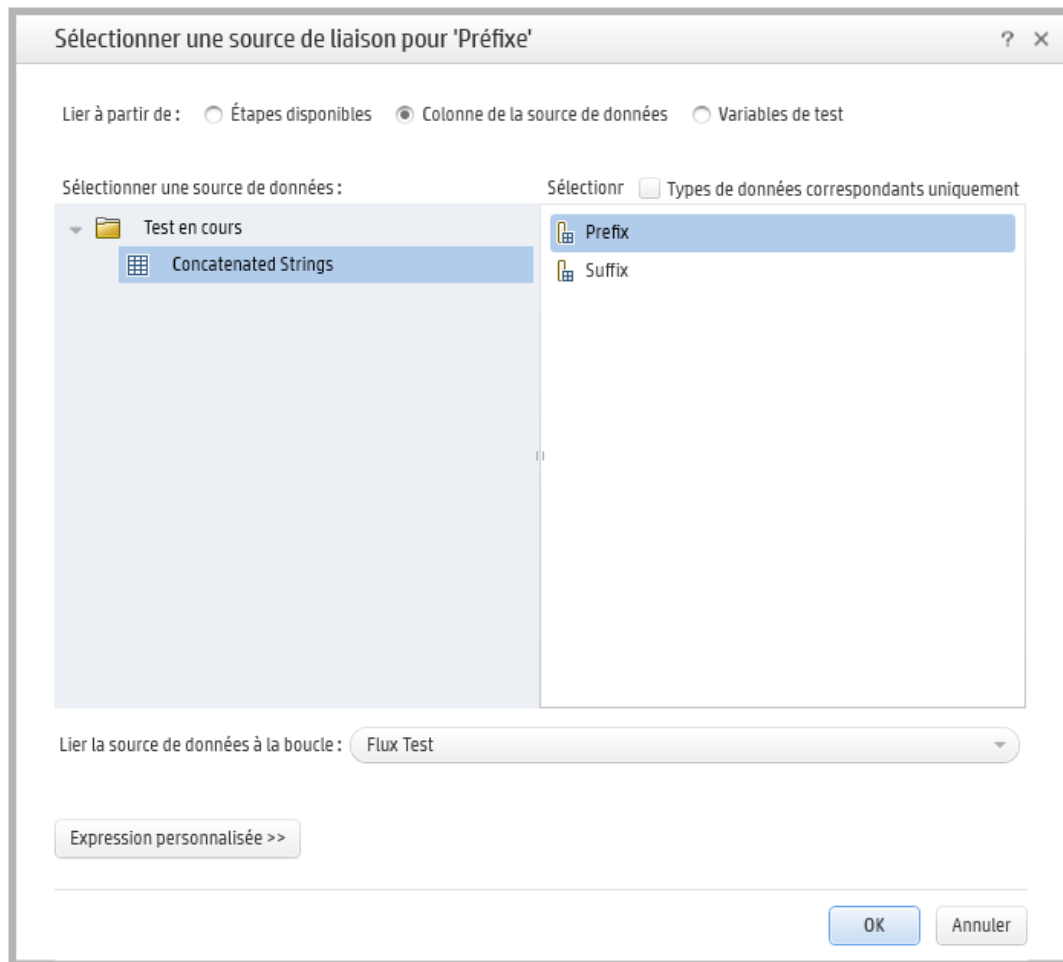 Sélectionner une source de liaison pour 'Préfixe' ?
Lier à partir de : Étapes disponibles Colonne de la source de données Variables de test
Sélectionner une source de données : Sélectionr Types de données correspondants uniquement
Test en cours Prefix
Concatenated Strings Suffix
Lier la source de données à la boucle : Flux Test
Expression personnalisée >>
OK Annuler